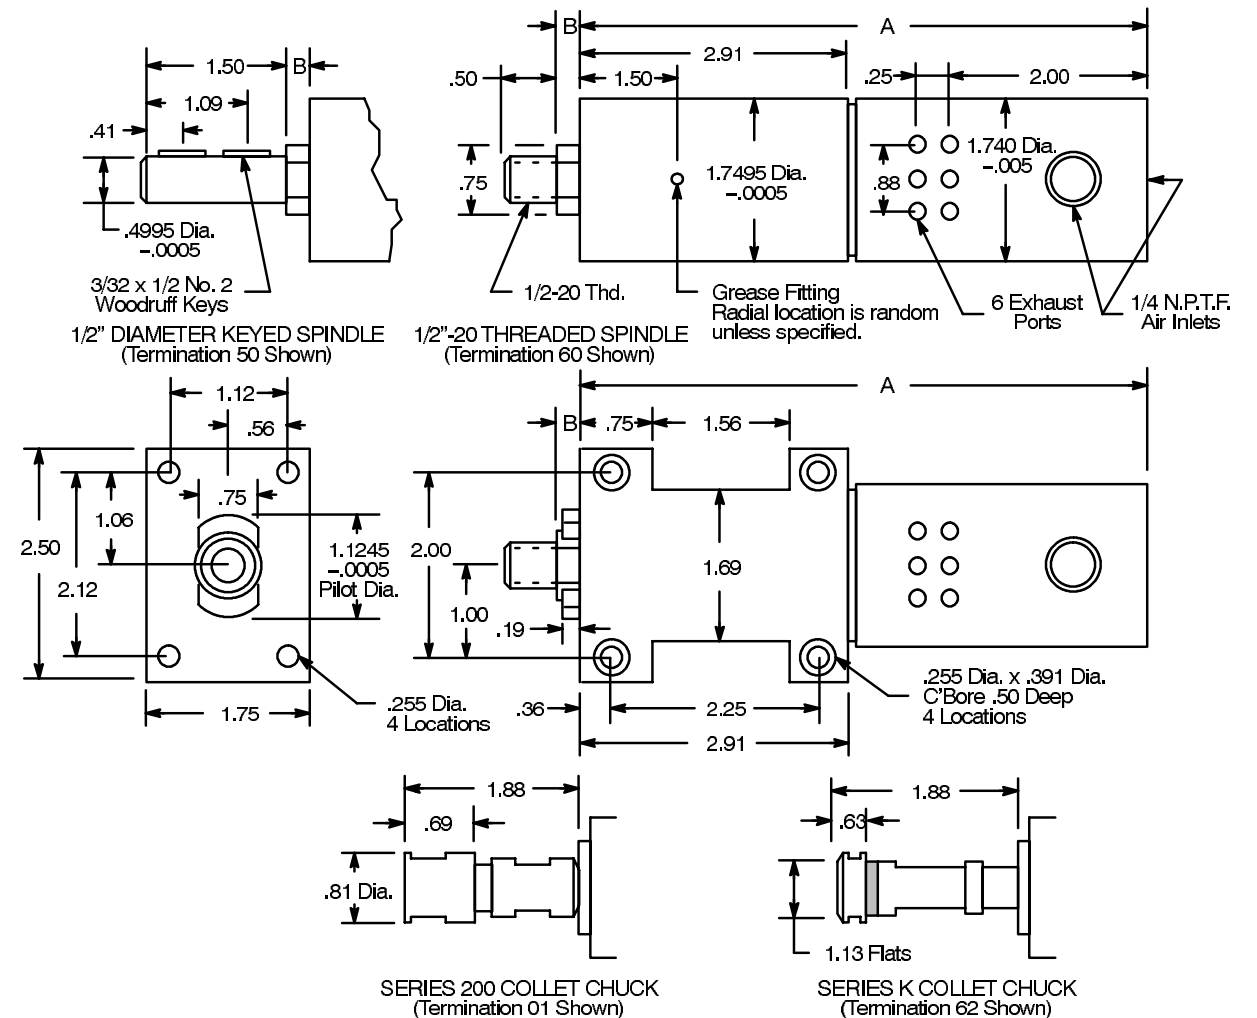 B
A
1.50
B
2.91
.50
1.50
.25
2.00
1.09
.41
1.7495 Dia.
-.0005
1.740 Dia.
-.005
.75
.88
.4995 Dia.
-.0005
3/32 x 1/2 No. 2
Woodruff Keys
1/2-20 Thd.
Grease Fitting
Radial location is random
unless specified.
6 Exhaust
Ports
1/4 N.P.T.F.
Air Inlets
1/2" DIAMETER KEYED SPINDLE
(Termination 50 Shown)
1/2"-20 THREADED SPINDLE
(Termination 60 Shown)
1.12
A
.56
B
.75
1.56
.75
1.06
2.50
2.12
1.1245
-.0005
Pilot Dia.
2.00
1.69
1.00
.19
.255 Dia.
4 Locations
1.75
.36
2.25
2.91
.255 Dia. x .391 Dia.
C'Bore .50 Deep
4 Locations
1.88
.69
.81 Dia.
1.88
.63
1.13 Flats
SERIES 200 COLLET CHUCK
(Termination 01 Shown)
SERIES K COLLET CHUCK
(Termination 62 Shown)